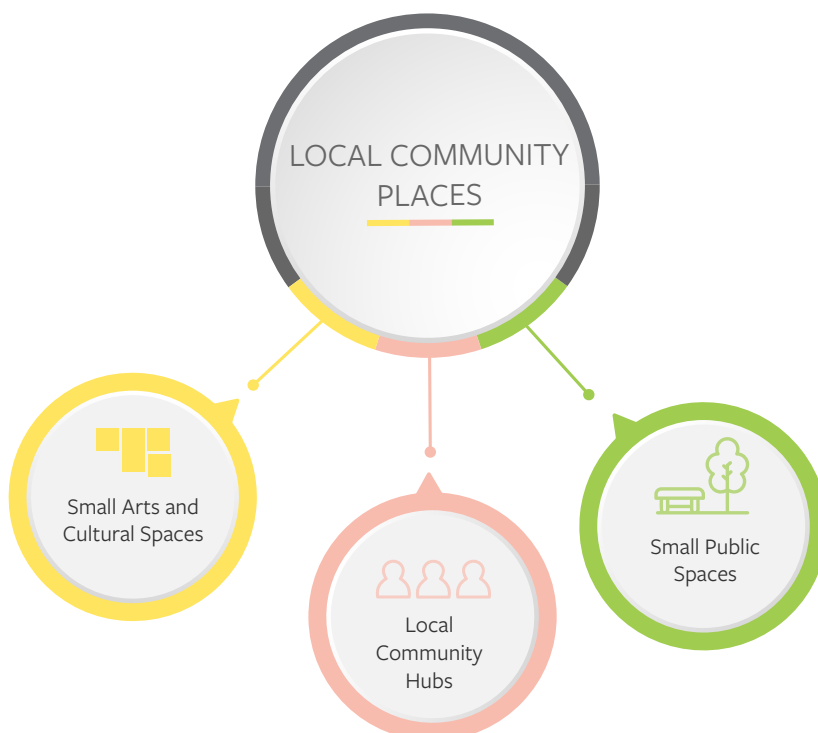 LOCAL COMMUNITY
PLACES
Small Arts and
Cultural Spaces
Local
Community
Hubs
Small Public
Spaces